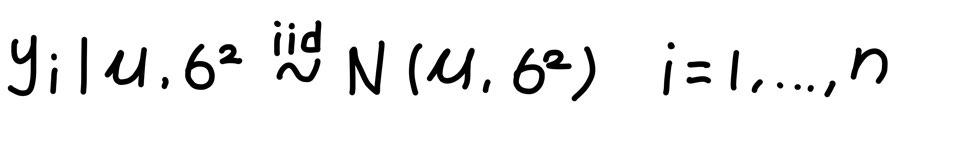 yᵢ | μ, σ² iid ~ N(μ, σ²) i = 1, ..., n